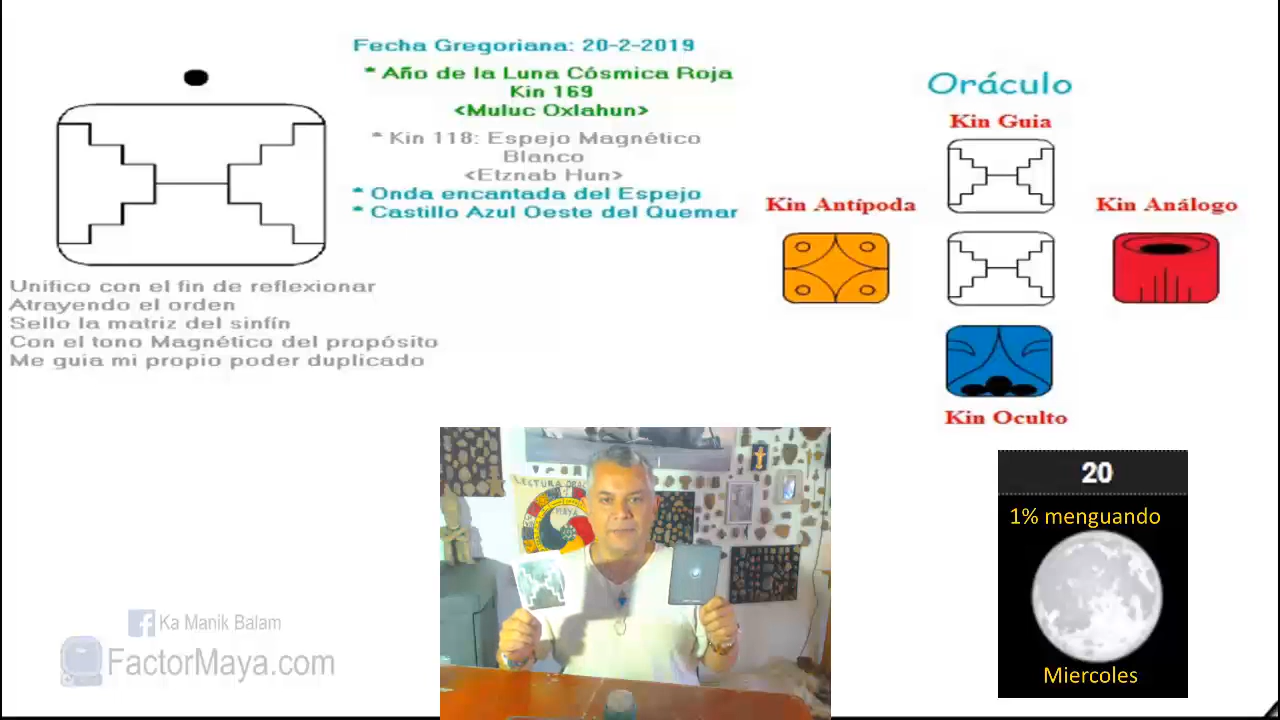 Fecha Gregoriana: 20-2-2019
* Año de la Luna Cósmica Roja
Kin 169
<Muluc Oxlahun>
* Kin 118: Espejo Magnético
Blanco
<Etznab Hun>
* Onda encantada del Espejo
* Castillo Azul Oeste del Quemar
Unifico con el fin de reflexionar
Atrayendo el orden
Sello la matriz del sinfín
Con el tono Magnético del propósito
Me guia mi propio poder duplicado
Oráculo
Kin Guia
Kin Antípoda
Kin Análogo
Kin Oculto
LECTURA
MAYA
20
1% menguando
Miercoles
Ka Manik Balam
FactorMaya.com